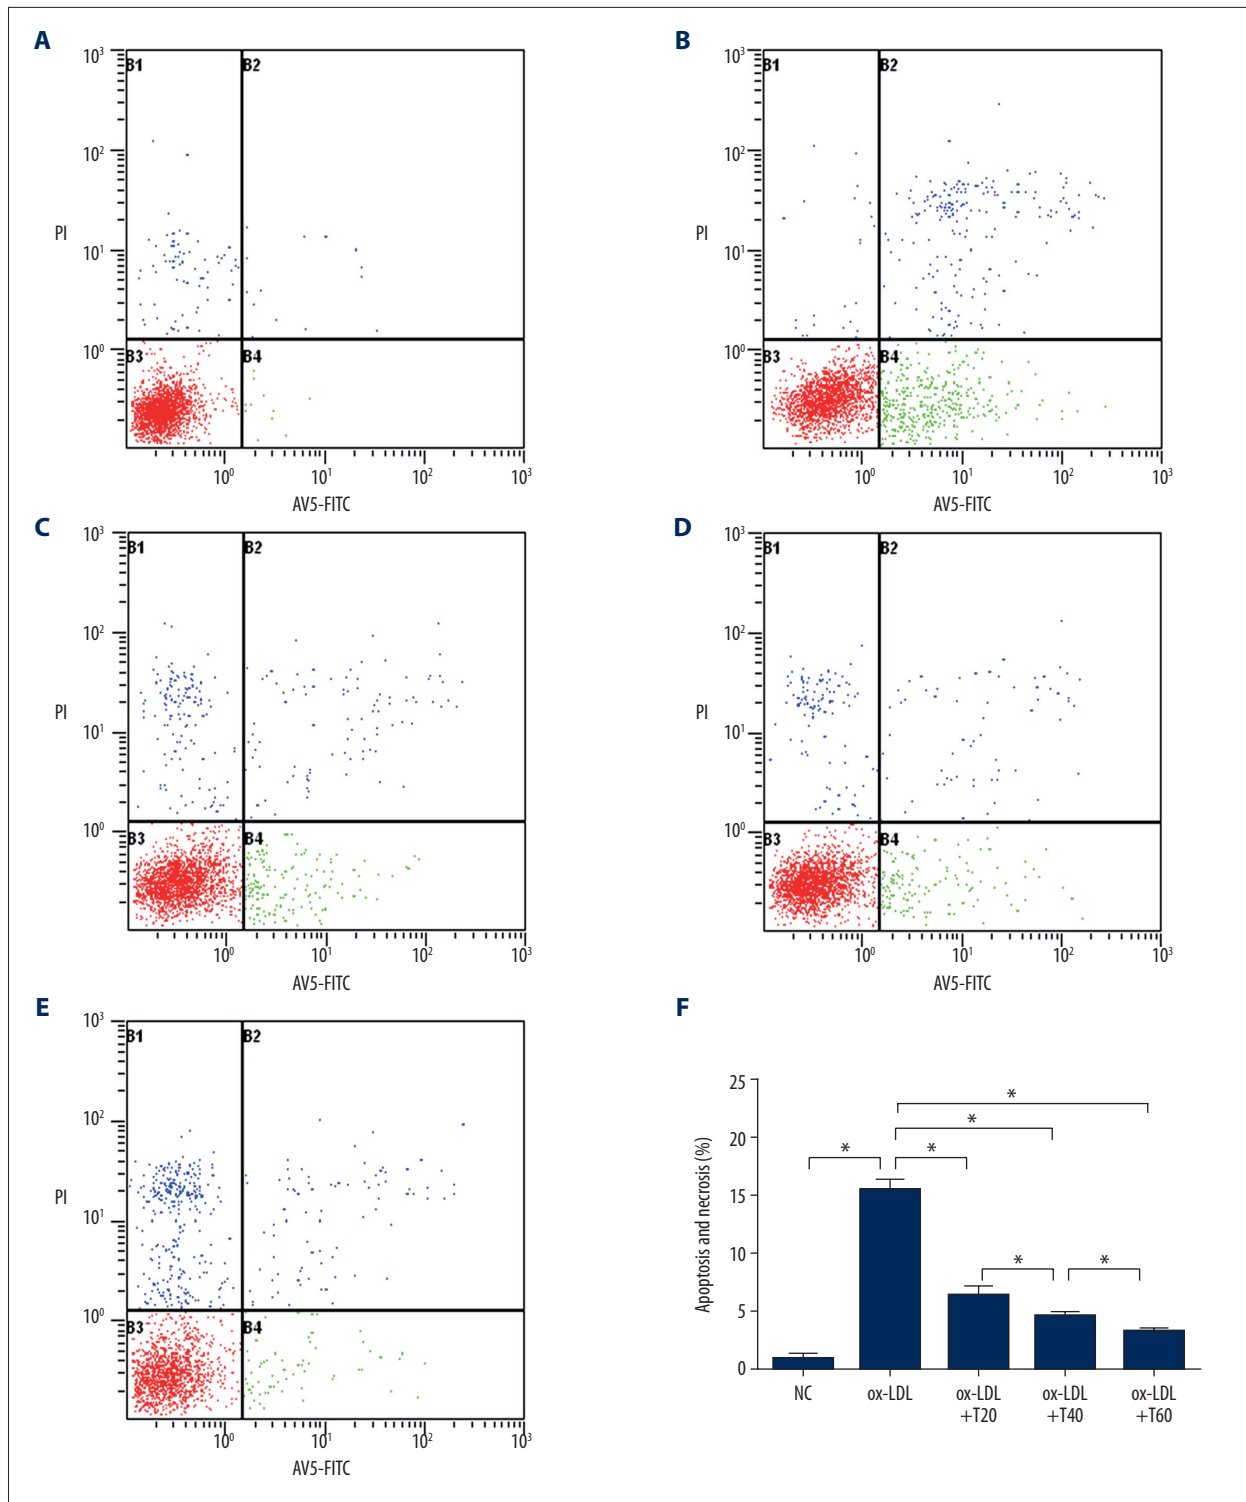 A
10³
B1
B2
10²
PI
10¹
10⁰
B3
B4
10⁰
10¹
10²
10³
AV5-FITC
B
10³
B1
B2
10²
PI
10¹
10⁰
B3
B4
10⁰
10¹
10²
10³
AV5-FITC
C
10³
B1
B2
10²
PI
10¹
10⁰
B3
B4
10⁰
10¹
10²
10³
AV5-FITC
D
10³
B1
B2
10²
PI
10¹
10⁰
B3
B4
10⁰
10¹
10²
10³
AV5-FITC
E
10³
B1
B2
10²
PI
10¹
10⁰
B3
B4
10⁰
10¹
10²
10³
AV5-FITC
F
Apoptosis and necrosis (%)
25
20
15
10
5
0
*
*
*
*
*
*
NC
ox-LDL
ox-LDL
+T20
ox-LDL
+T40
ox-LDL
+T60